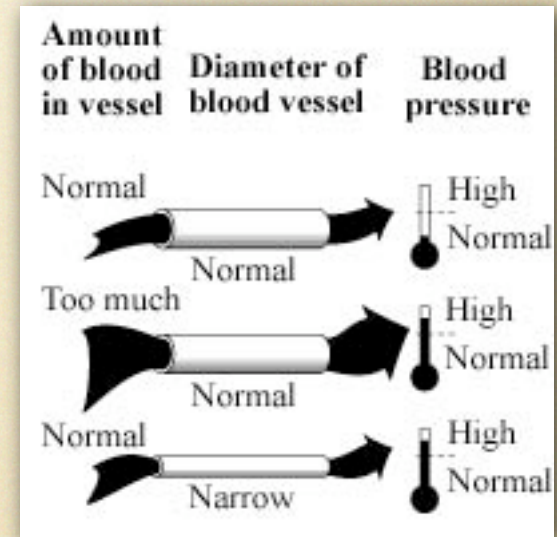 Amount
of blood
in vessel
Diameter of
blood vessel
Blood
pressure
Normal
Normal
High
Normal
Too much
Normal
High
Normal
Normal
Narrow
High
Normal